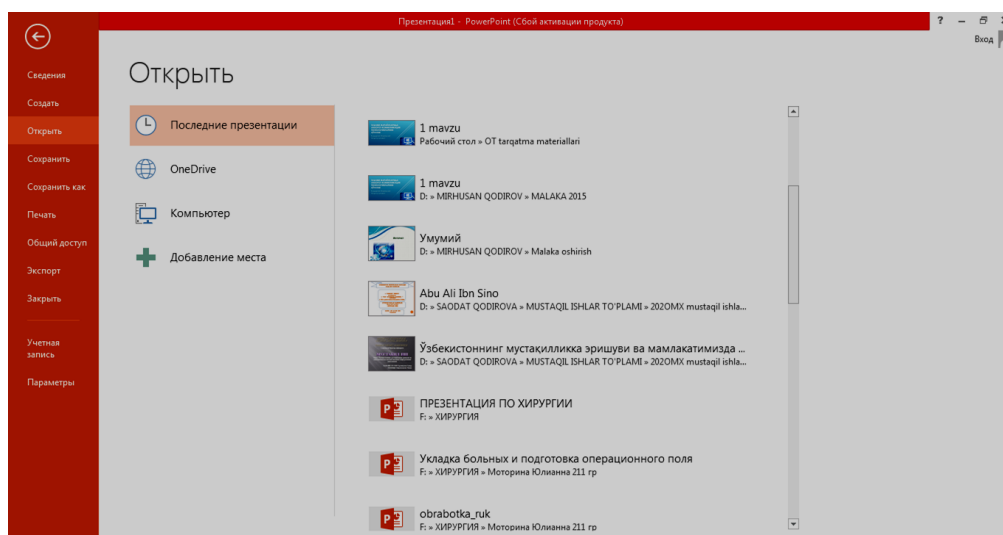 Презентация1 - PowerPoint (Сбой активации продукта)
?
Вход
Сведения
Создать
Открыть
Сохранить
Сохранить как
Печать
Общий доступ
Экспорт
Закрыть
Учетная
запись
Параметры
Открыть
Последние презентации
OneDrive
Компьютер
Добавление места
1 mavzu
Рабочий стол » OT tarqatma materiallari
1 mavzu
D: » MIRHUSAN QODIROV » MALAKA 2015
Умумий
D: » MIRHUSAN QODIROV » Malaka oshirish
Abu Ali Ibn Sino
D: » SAODAT QODIROVA » MUSTAQIL ISHLAR TO'PLAMI » 202OMX mustaqil ishla...
Ўзбекистоннинг мустақилликка эришуви ва мамлакатимизда ...
D: » SAODAT QODIROVA » MUSTAQIL ISHLAR TO'PLAMI » 202OMX mustaqil ishla...
ПРЕЗЕНТАЦИЯ ПО ХИРУРГИИ
F: » ХИРУРГИЯ
Укладка больных и подготовка операционного поля
F: » ХИРУРГИЯ » Моторина Юлианна 211 гр
obrabotka_ruk
F: » ХИРУРГИЯ » Моторина Юлианна 211 гр